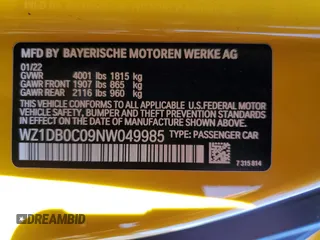 MFD BY BAYERISCHE MOTOREN WERKE AG
01/22
GVWR 4001 lbs 1815 kg
GAWR FRONT 1907 lbs 865 kg
GAWR REAR 2116 lbs 960 kg
THIS VEHICLE CONFORMS TO ALL APPLICABLE
U.S. FEDERAL MOTOR VEHICLE SAFETY, BUMPER,
AND THEFT PREVENTION STANDARDS IN EFFECT
ON THE DATE OF MANUFACTURE SHOWN ABOVE.
WZ1DB0C09NW049985 TYPE: PASSENGER CAR
7 315 814
DREAMBID